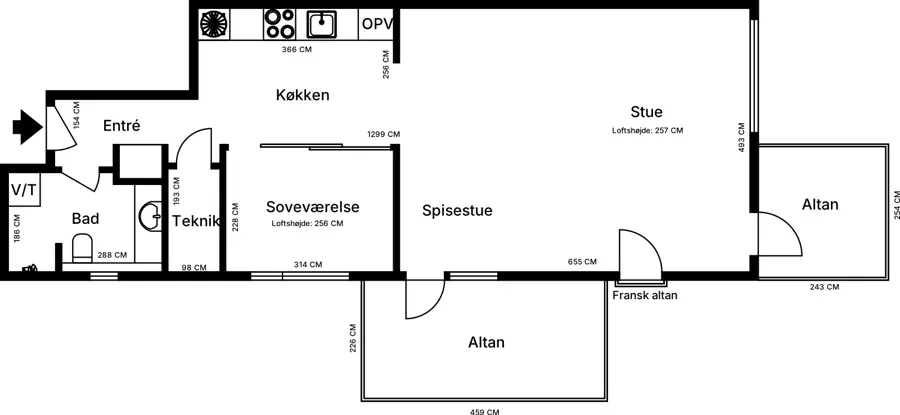 OPV
366 CM
256 CM
Køkken
154 CM
Entré
1299 CM
Stue
Loftshøjde: 257 CM
493 CM
V/T
193 CM
Bad
Teknik
186 CM
228 CM
Soveværelse
Loftshøjde: 256 CM
Spisestue
Altan
254 CM
288 CM
98 CM
314 CM
655 CM
243 CM
Fransk altan
226 CM
Altan
459 CM